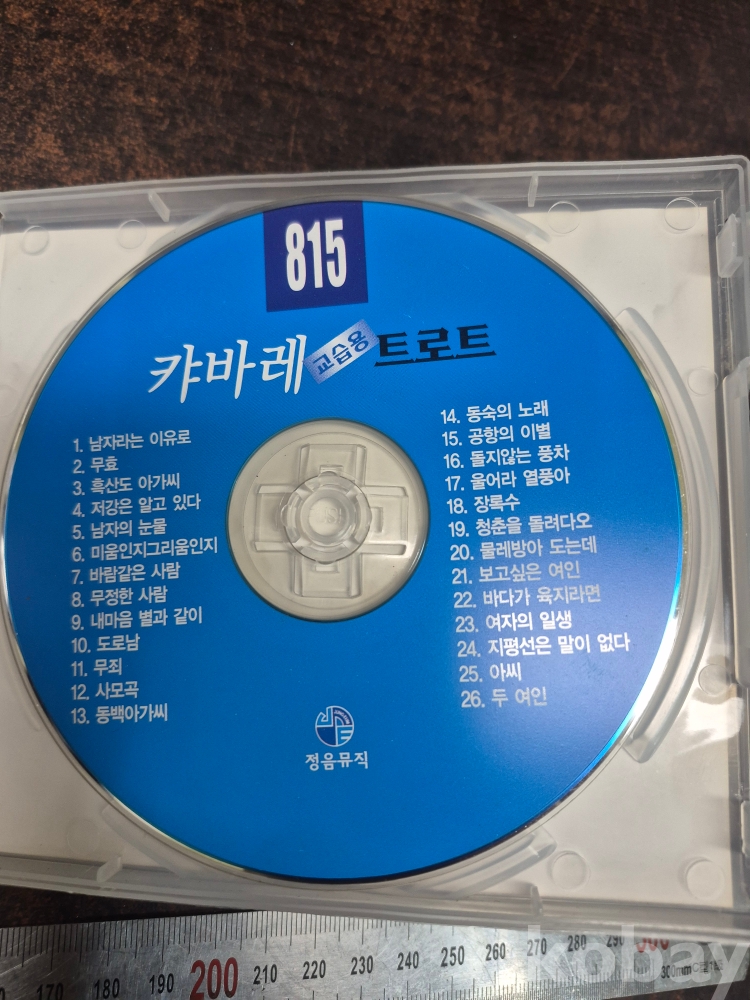 815
캬바레 교습용 트로트
1. 남자라는 이유로
2. 무효
3. 흑산도 아가씨
4. 저강은 알고 있다
5. 남자의 눈물
6. 미움인지그리움인지
7. 바람같은 사람
8. 무정한 사람
9. 내마음 별과 같이
10. 도로남
11. 무죄
12. 사모곡
13. 동백아가씨
14. 동숙의 노래
15. 공항의 이별
16. 돌지않는 풍차
17. 울어라 열풍아
18. 장록수
19. 청춘을 돌려다오
20. 물레방아 도는데
21. 보고싶은 여인
22. 바다가 육지라면
23. 여자의 일생
24. 지평선은 말이 없다
25. 아씨
26. 두 여인
정음뮤직
200 210 220 230 240 250 260 270 280 290 300
kobay